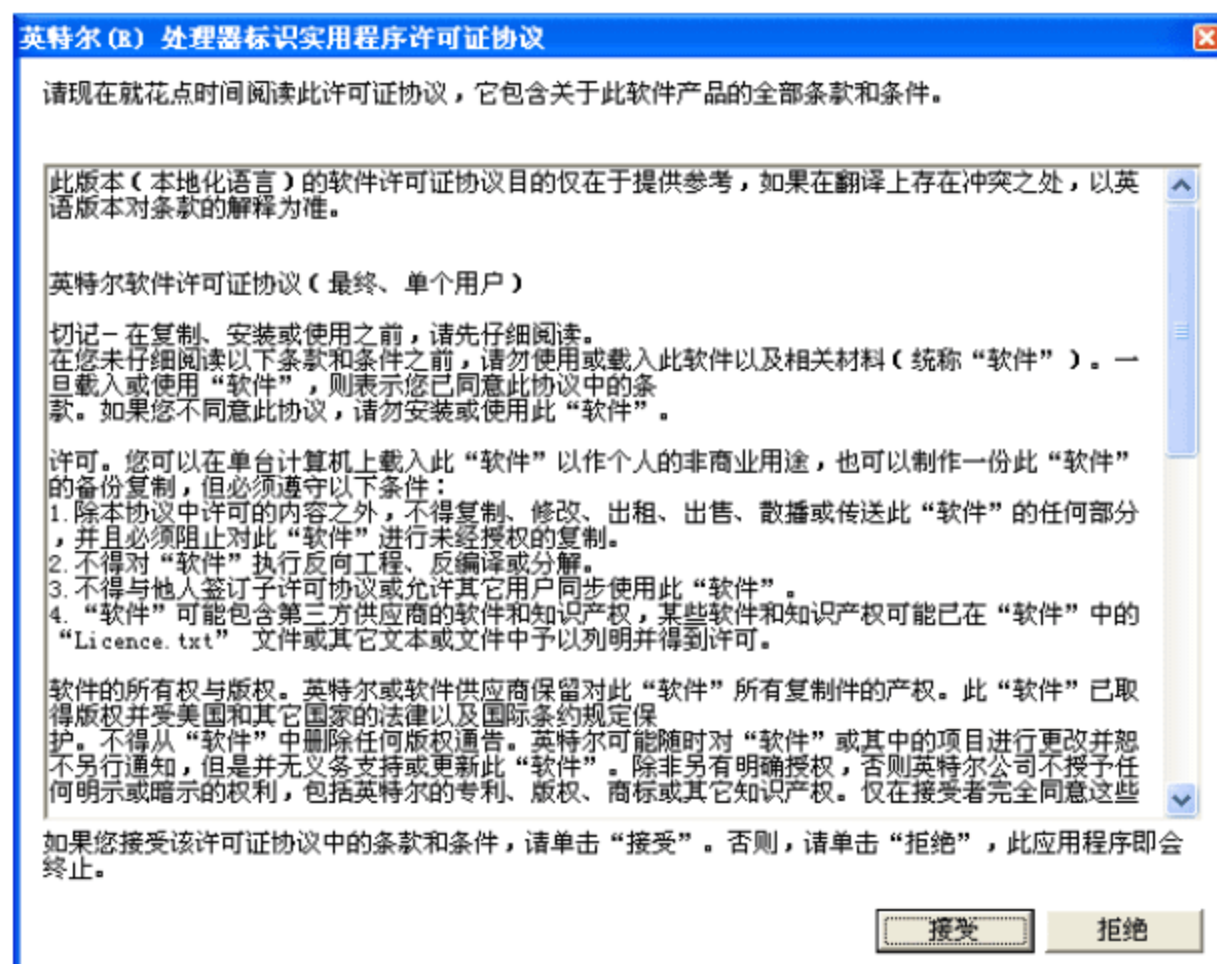 英特尔(R) 处理器标识实用程序许可证协议
请现在就花点时间阅读此许可证协议，它包含关于此软件产品的全部条款和条件。
此版本(本地化语言)的软件许可证协议目的仅在于提供参考，如果在翻译上存在冲突之处，以英
语版本对条款的解释为准。
英特尔软件许可证协议(最终、单个用户)
切记-在复制、安装或使用之前，请先仔细阅读。
在您未仔细阅读以下条款和条件之前，请勿使用或载入此软件以及相关材料(统称“软件”)。一
旦载入或使用“软件”，则表示您已同意此协议中的条
款。如果您不同意此协议，请勿安装或使用此“软件”。
许可。您可以在单台计算机上载入此“软件”以作个人的非商业用途，也可以制作一份此“软件”
的备份复制，但必须遵守以下条件：
1.除本协议中许可的内容之外，不得复制、修改、出租、出售、散播或传送此“软件”的任何部分
，并且必须阻止对此“软件”进行未经授权的复制。
2.不得对“软件”执行反向工程、反编译或分解。
3.不得与他人签订子许可协议或允许其它用户同步使用此“软件”。
4.“软件”可能包含第三方供应商的软件和知识产权，某些软件和知识产权可能已在“软件”中的
“Licence.txt” 文件或其它文本或文件中予以列明并得到许可。
软件的所有权与版权。英特尔或软件供应商保留对此“软件”所有复制件的产权。此“软件”已取
得版权并受美国和其它国家的法律以及国际条约规定保
护。不得从“软件”中删除任何版权通告。英特尔可能随时对“软件”或其中的项目进行更改并恕
不另行通知，但是并无义务支持或更新此“软件”。除非另有明确授权，否则英特尔公司不授予任
何明示或暗示的权利，包括英特尔的专利、版权、商标或其它知识产权。仅在接受者完全同意这些
如果您接受该许可证协议中的条款和条件，请单击“接受”。否则，请单击“拒绝”，此应用程序即会
终止。
接受 拒绝